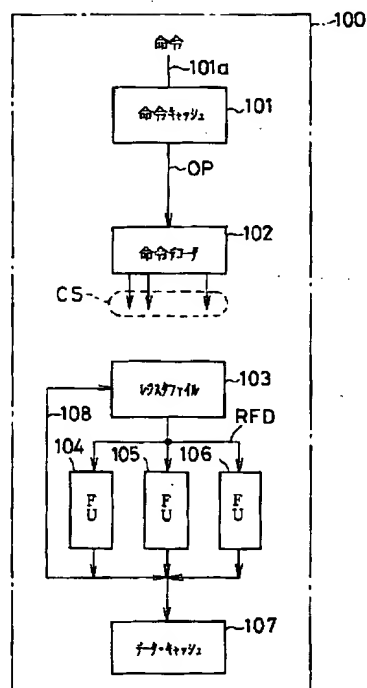 100
命令
101a
命令キャッシュ
101
OP
命令デコーダ
102
CS
レジスタファイル
103
108
RFD
104
105
106
FU
FU
FU
データ・キャッシュ
107